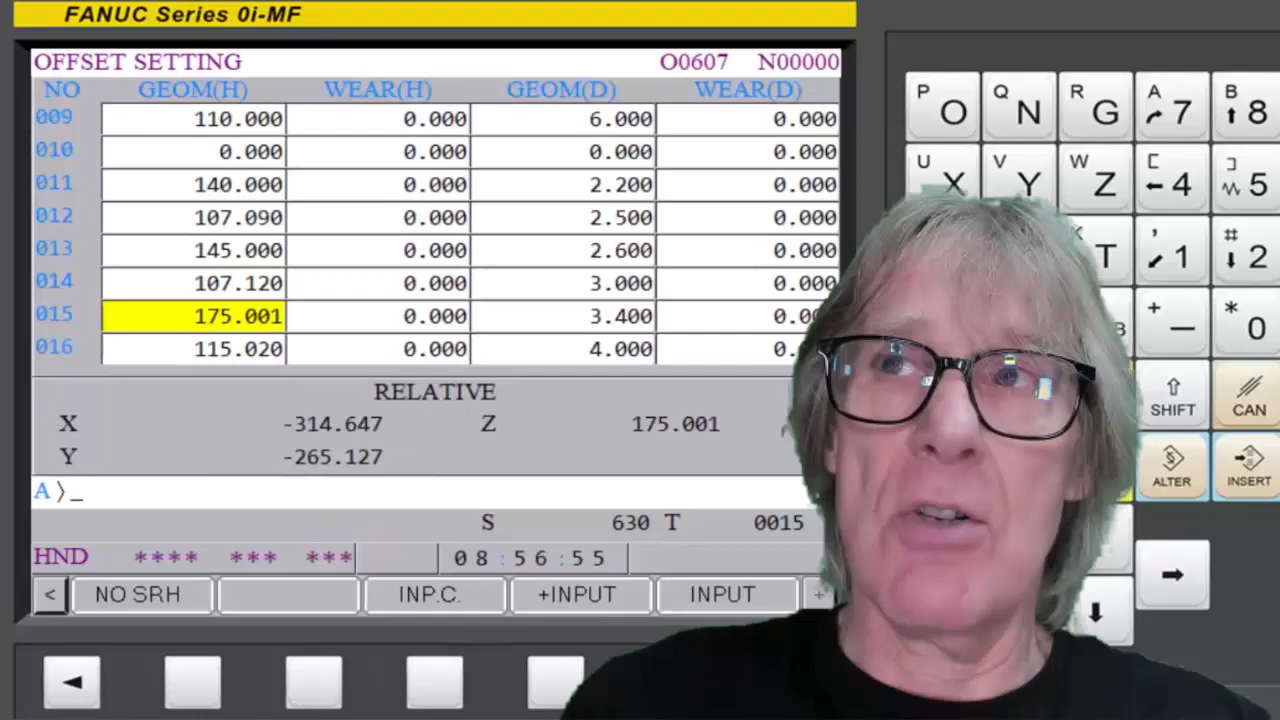 FANUC Series 0i-MF
OFFSET SETTING O0607 N00000
NO GEOM(H) WEAR(H) GEOM(D) WEAR(D)
009 110.000 0.000 6.000 0.000
010 0.000 0.000 0.000 0.000
011 140.000 0.000 2.200 0.000
012 107.090 0.000 2.500 0.000
013 145.000 0.000 2.600 0.000
014 107.120 0.000 3.000 0.000
015 175.001 0.000 3.400
016 115.020 0.000 4.000
RELATIVE
X -314.647 Z 175.001
Y -265.127
A >_
S 630 T 0015
HND **** *** *** 08:56:55
< NO SRH INP.C. +INPUT INPUT +
P O Q N R G A 7 B 8
U X V Y W Z [ 4 ] 5
T , 1 # 2
+ - * 0
SHIFT CAN
ALTER INSERT